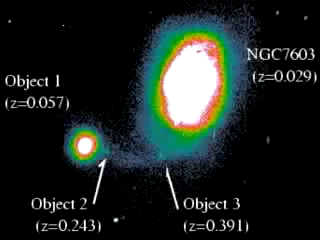 NGC7603
(z=0.029)
Object 1
(z=0.057)
Object 2
(z=0.243)
Object 3
(z=0.391)